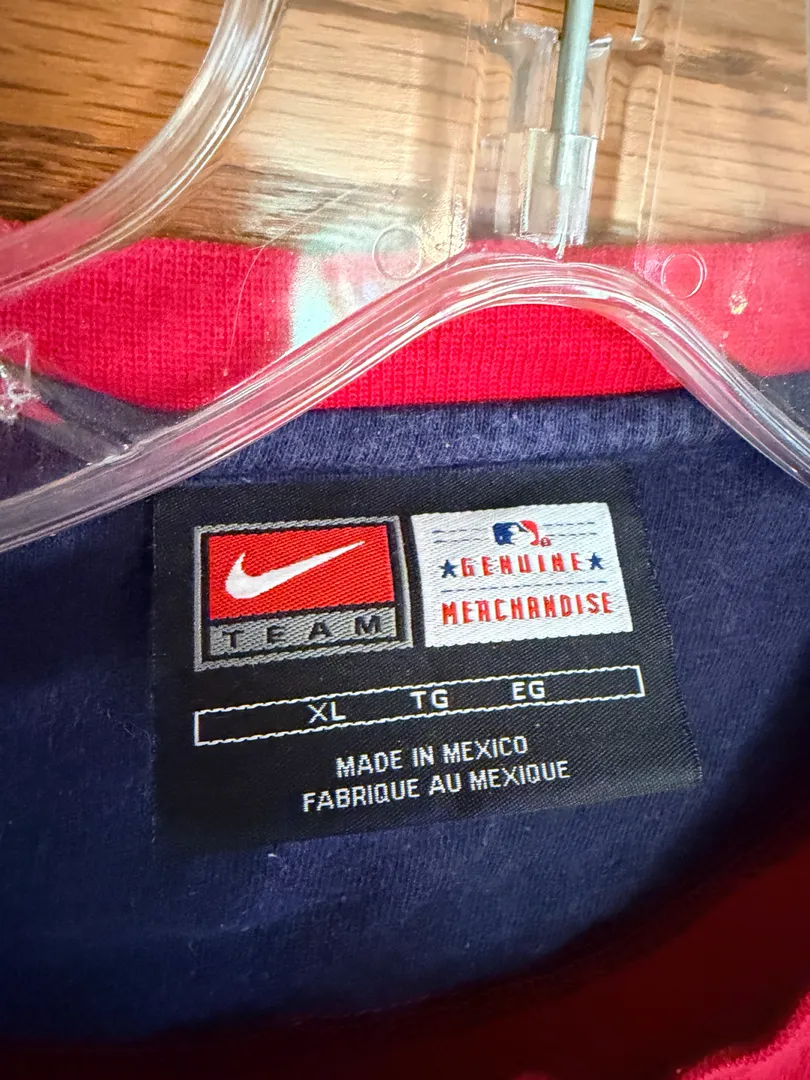 TEAM
GENUINE
MERCHANDISE
XL TG EG
MADE IN MEXICO
FABRIQUE AU MEXIQUE